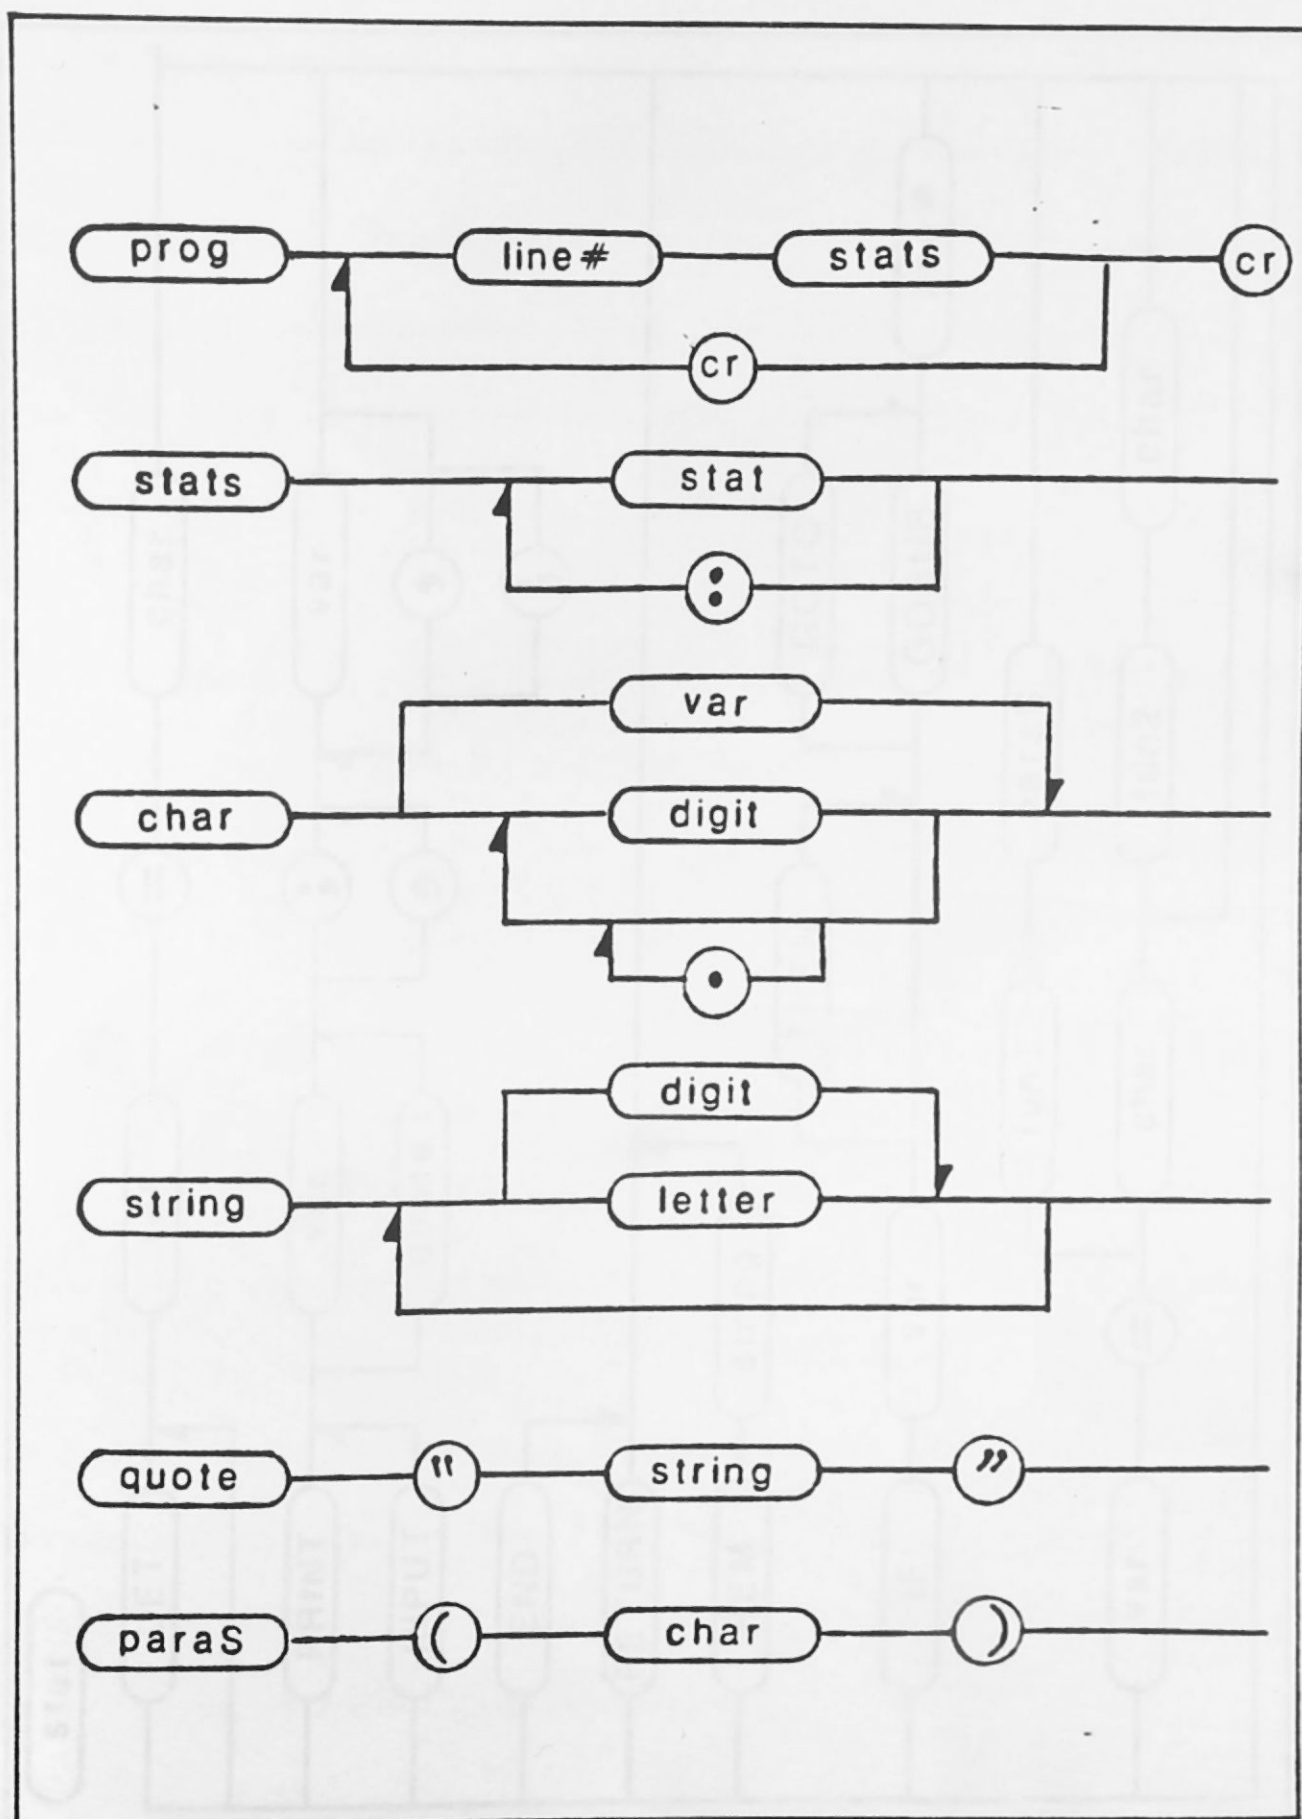 prog line# stats cr
cr
stats stat
:
var
char digit
.
digit
string letter
quote " string "
paraS ( char )